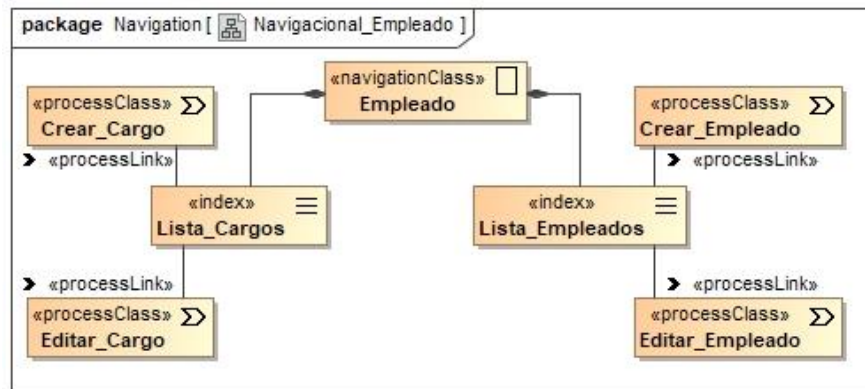 package Navigation [ Navigacional_Empleado ]
«navigationClass»
Empleado
«processClass»
Crear_Cargo
«processClass»
Crear_Empleado
«processLink»
«processLink»
«index»
Lista_Cargos
«index»
Lista_Empleados
«processLink»
«processLink»
«processClass»
Editar_Cargo
«processClass»
Editar_Empleado